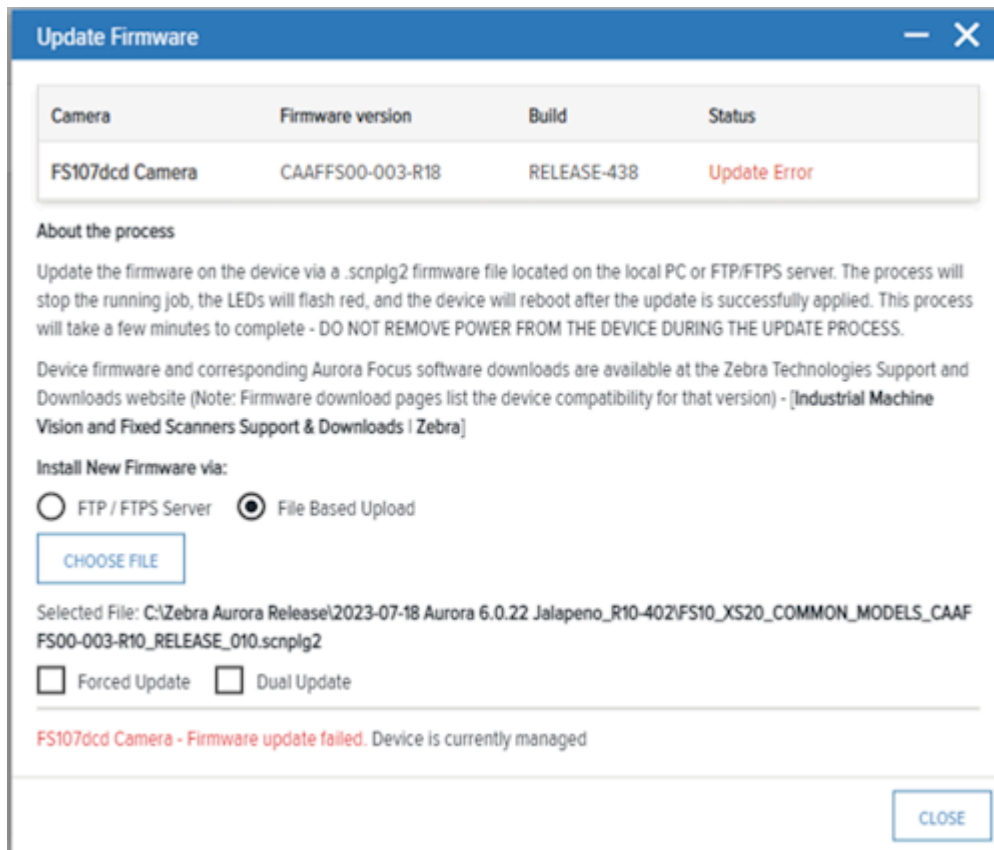 Update Firmware
Camera Firmware version Build Status
FS107dcd Camera CAAFFS00-003-R18 RELEASE-438 Update Error
About the process
Update the firmware on the device via a .scnplg2 firmware file located on the local PC or FTP/FTPS server. The process will
stop the running job, the LEDs will flash red, and the device will reboot after the update is successfully applied. This process
will take a few minutes to complete - DO NOT REMOVE POWER FROM THE DEVICE DURING THE UPDATE PROCESS.
Device firmware and corresponding Aurora Focus software downloads are available at the Zebra Technologies Support and
Downloads website (Note: Firmware download pages list the device compatibility for that version) - [Industrial Machine
Vision and Fixed Scanners Support & Downloads | Zebra]
Install New Firmware via:
FTP / FTPS Server File Based Upload
CHOOSE FILE
Selected File: C:\Zebra Aurora Release\2023-07-18 Aurora 6.0.22 Jalapeno_R10-402\FS10_XS20_COMMON_MODELS_CAAF
FS00-003-R10_RELEASE_010.scnplg2
Forced Update Dual Update
FS107dcd Camera - Firmware update failed. Device is currently managed
CLOSE